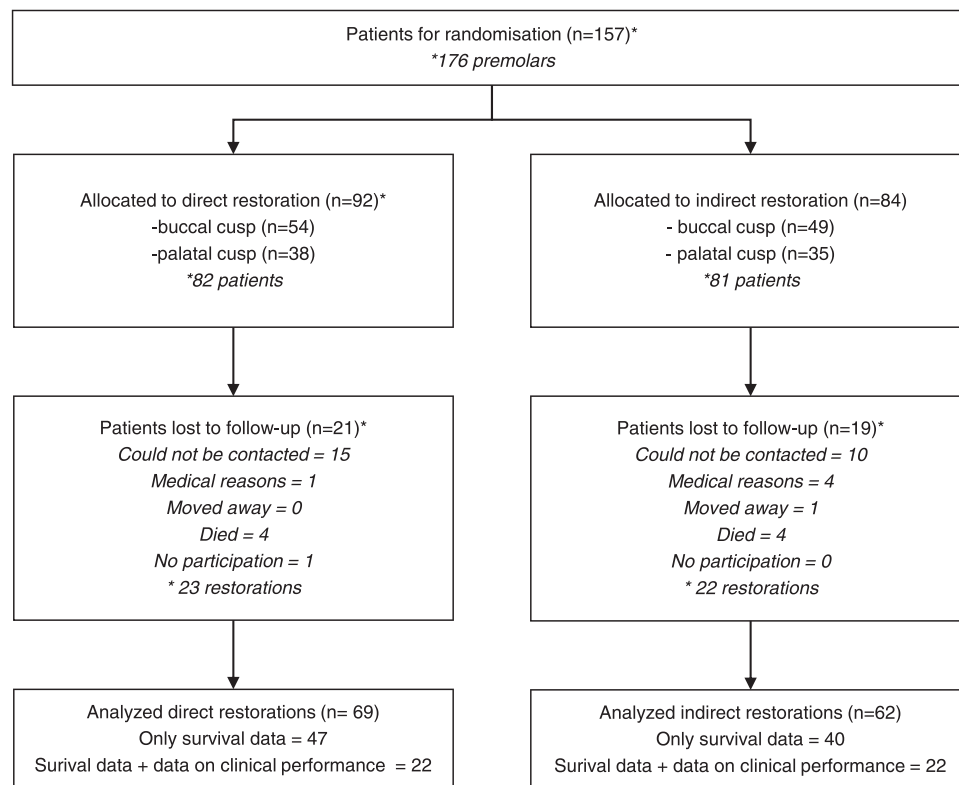 Patients for randomisation (n=157)*
*176 premolars
Allocated to direct restoration (n=92)*
-buccal cusp (n=54)
-palatal cusp (n=38)
*82 patients
Allocated to indirect restoration (n=84)
- buccal cusp (n=49)
- palatal cusp (n=35)
*81 patients
Patients lost to follow-up (n=21)*
Could not be contacted = 15
Medical reasons = 1
Moved away = 0
Died = 4
No participation = 1
* 23 restorations
Patients lost to follow-up (n=19)*
Could not be contacted = 10
Medical reasons = 4
Moved away = 1
Died = 4
No participation = 0
* 22 restorations
Analyzed direct restorations (n= 69)
Only survival data = 47
Surival data + data on clinical performance = 22
Analyzed indirect restorations (n=62)
Only survival data = 40
Surival data + data on clinical performance = 22